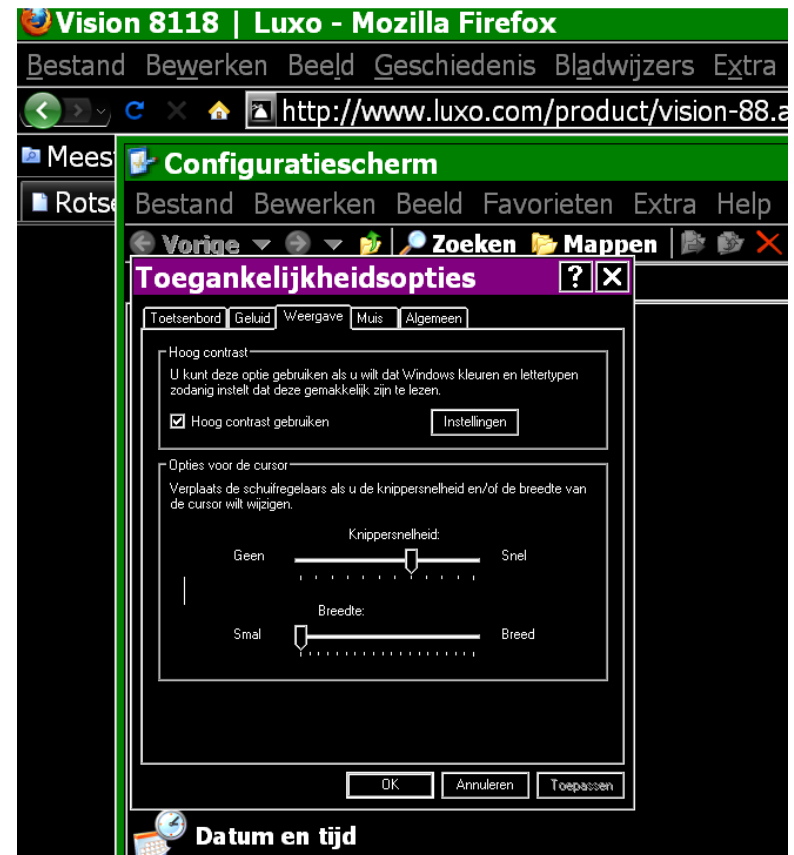 Vision 8118 | Luxo - Mozilla Firefox
Bestand Bewerken Beeld Geschiedenis Bladwijzers Extra
http://www.luxo.com/product/vision-88.a
Mees
Configuratiescherm
Rots
Bestand Bewerken Beeld Favorieten Extra Help
Vorige Zoeken Mappen
Toegankelijkheidsopties ? X
Toetsenbord Geluid Weergave Muis Algemeen
Hoog contrast
U kunt deze optie gebruiken als u wilt dat Windows kleuren en lettertypen
zodanig instelt dat deze gemakkelijk zijn te lezen.
Hoog contrast gebruiken Instellingen
Opties voor de cursor
Verplaats de schuifregelaars als u de knippersnelheid en/of de breedte van
de cursor wilt wijzigen.
Knippersnelheid:
Geen Snel
Breedte:
Smal Breed
OK Annuleren Toepassen
Datum en tijd